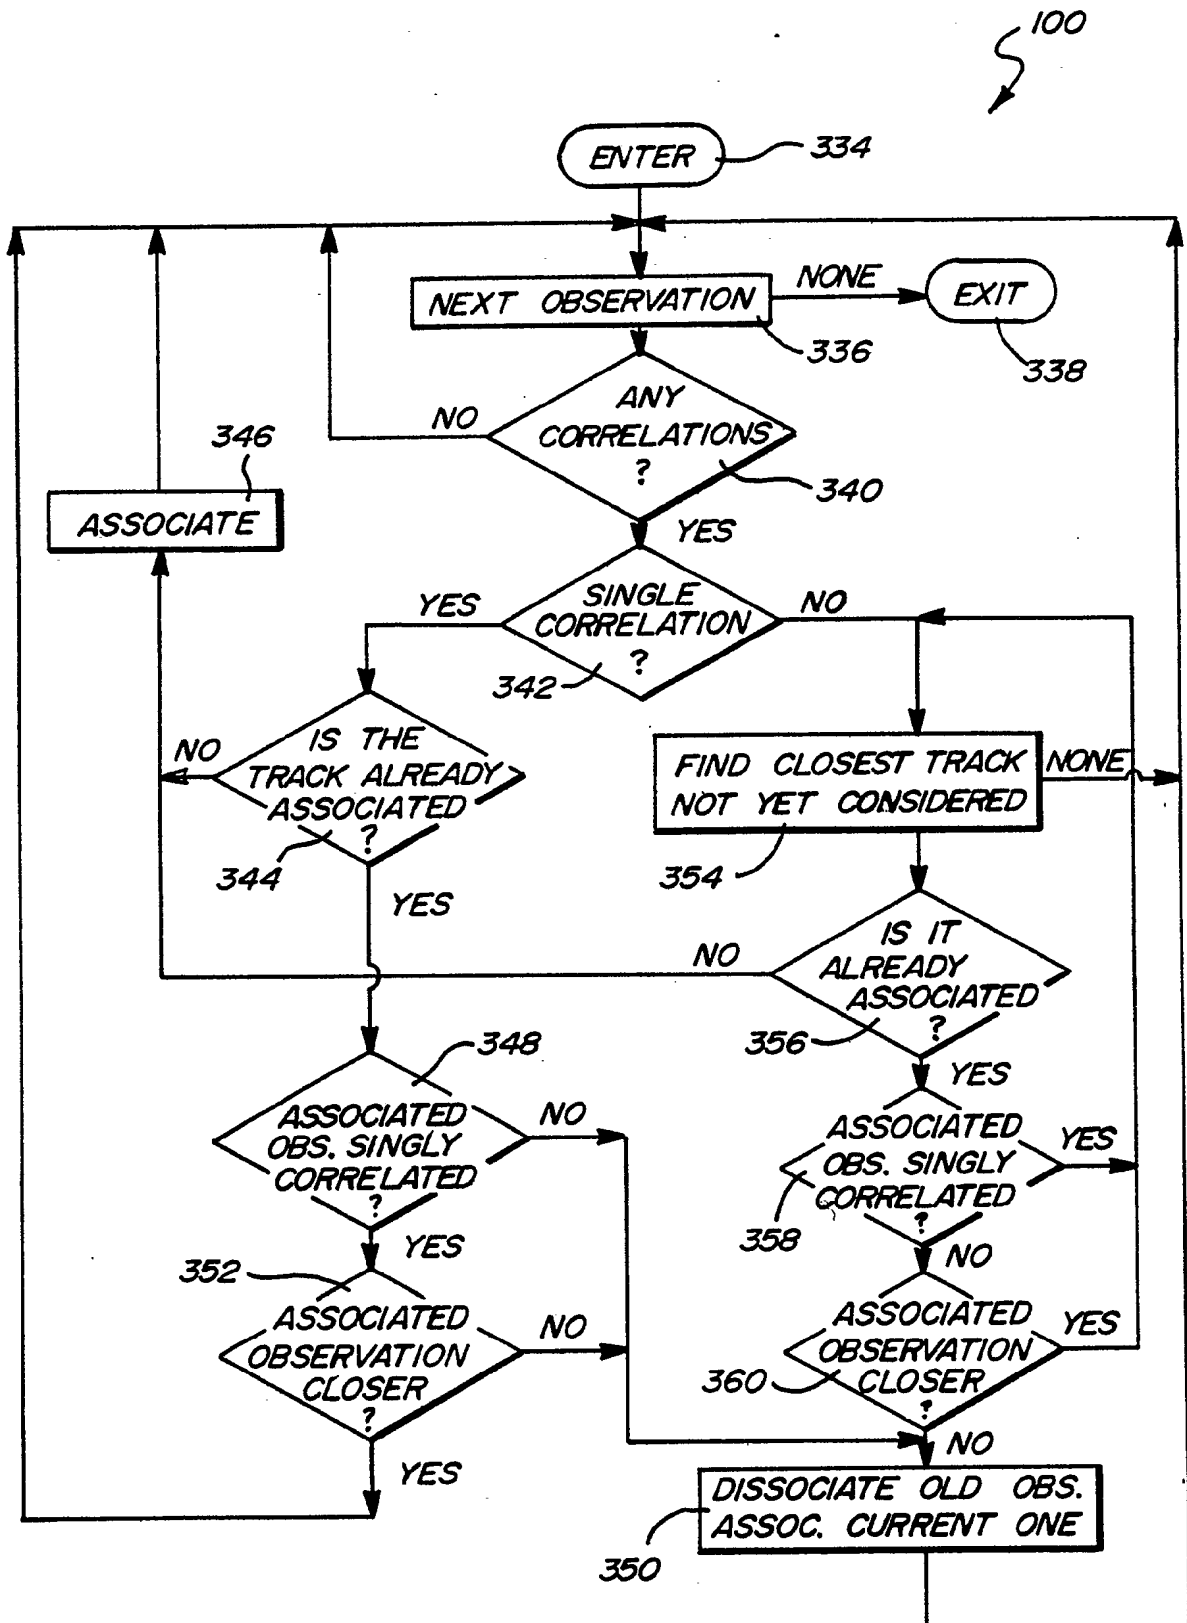 100
ENTER
334
NEXT OBSERVATION
NONE
EXIT
336
338
ANY
CORRELATIONS
?
NO
340
346
ASSOCIATE
YES
SINGLE
CORRELATION
?
YES
NO
342
IS THE
TRACK ALREADY
ASSOCIATED
?
NO
344
YES
FIND CLOSEST TRACK
NOT YET CONSIDERED
NONE
354
IS IT
ALREADY
ASSOCIATED
?
NO
356
YES
348
ASSOCIATED
OBS. SINGLY
CORRELATED
?
NO
YES
ASSOCIATED
OBS. SINGLY
CORRELATED
?
YES
358
NO
352
ASSOCIATED
OBSERVATION
CLOSER
?
NO
YES
ASSOCIATED
OBSERVATION
CLOSER
?
YES
360
NO
DISSOCIATE OLD OBS.
ASSOC. CURRENT ONE
350